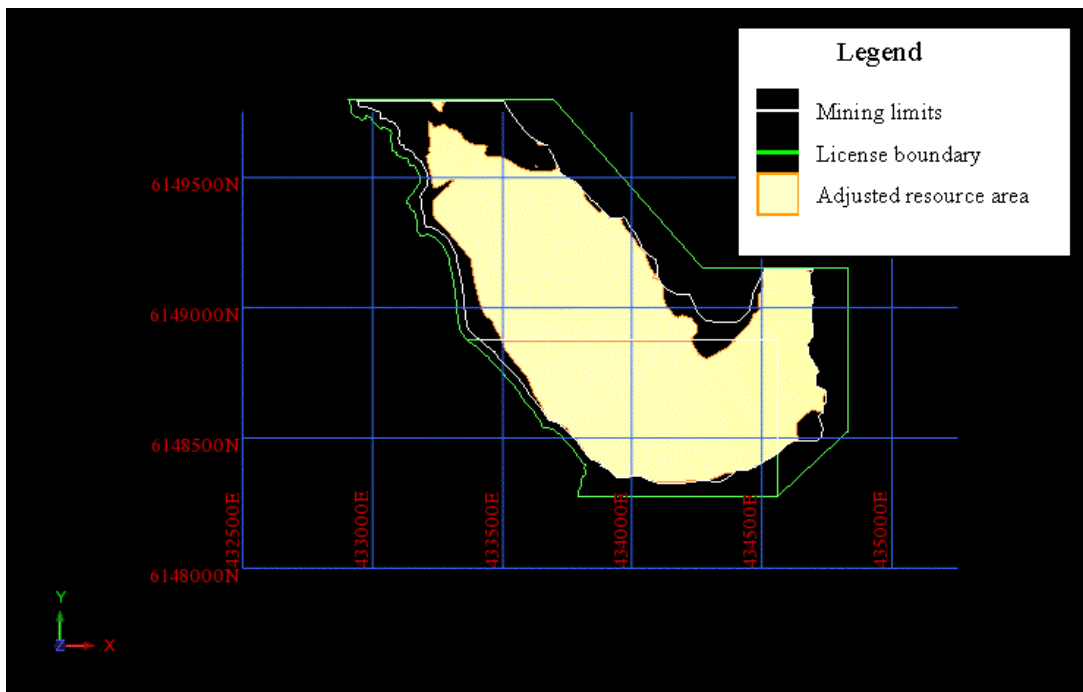 Legend
Mining limits
License boundary
Adjusted resource area
6149500N
6149000N
6148500N
6148000N
432500E
433000E
433500E
434000E
434500E
435000E
Y
Z
X